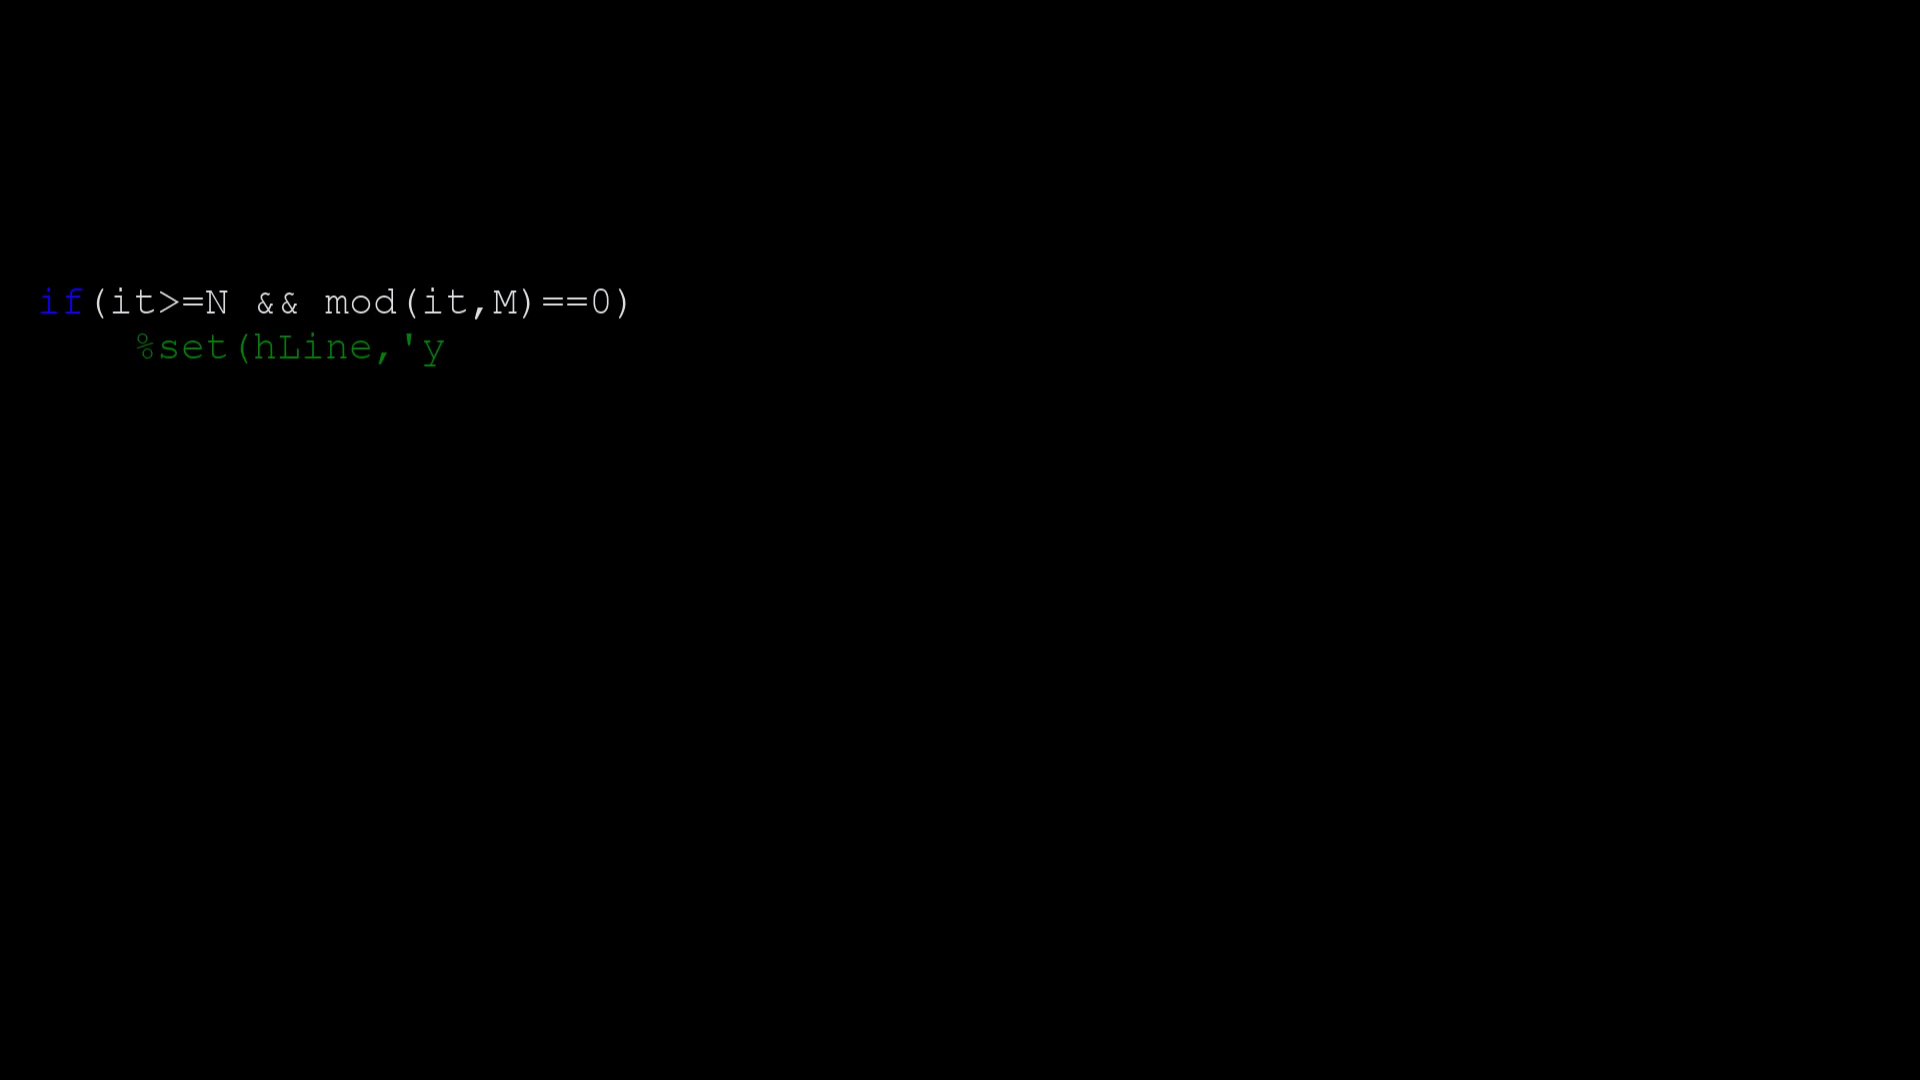 if(it>=N && mod(it,M)==0)
    %set(hLine,'y